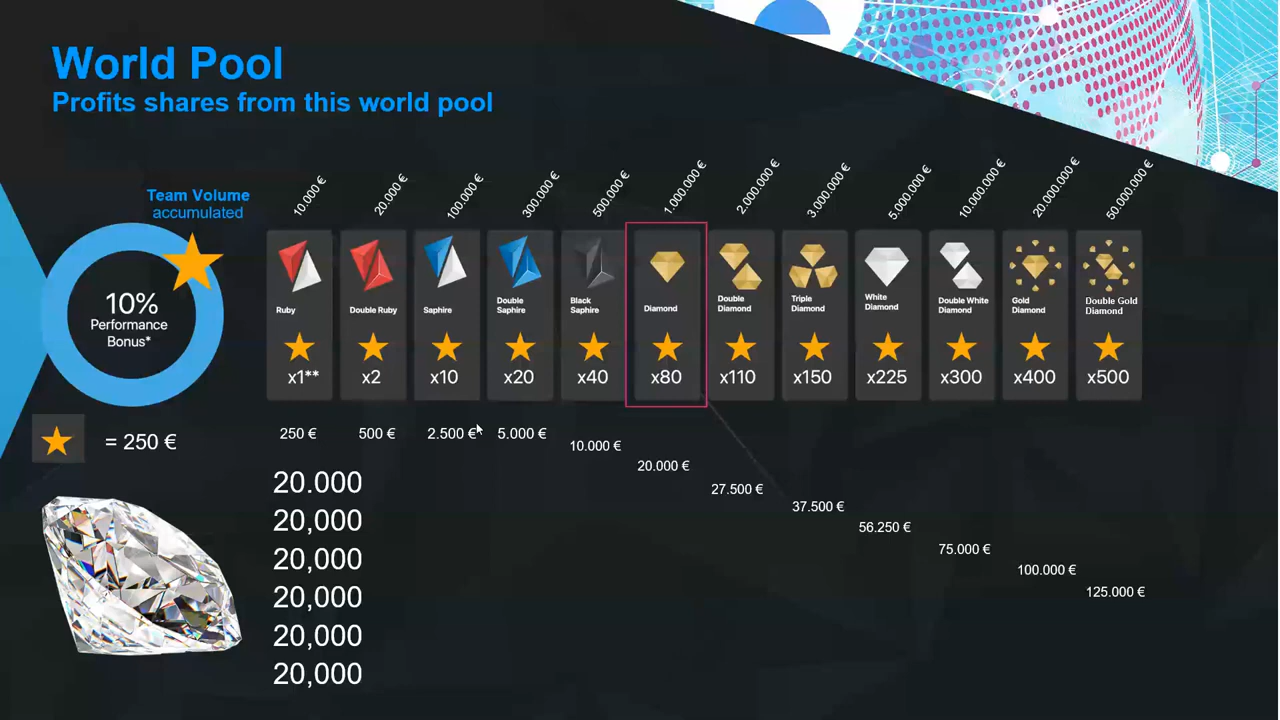 World Pool
Profits shares from this world pool
Team Volume
accumulated
10.000 €
20.000 €
100.000 €
300.000 €
500.000 €
1.000.000 €
2.000.000 €
3.000.000 €
5.000.000 €
10.000.000 €
20.000.000 €
50.000.000 €
10%
Performance
Bonus*
Ruby
Double Ruby
Saphire
Double
Saphire
Black
Saphire
Diamond
Double
Diamond
Triple
Diamond
White
Diamond
Double White
Diamond
Gold
Diamond
Double Gold
Diamond
x1**
x2
x10
x20
x40
x80
x110
x150
x225
x300
x400
x500
= 250 €
250 €
500 €
2.500 €
5.000 €
10.000 €
20.000 €
27.500 €
37.500 €
56.250 €
75.000 €
100.000 €
125.000 €
20.000
20,000
20,000
20,000
20,000
20,000